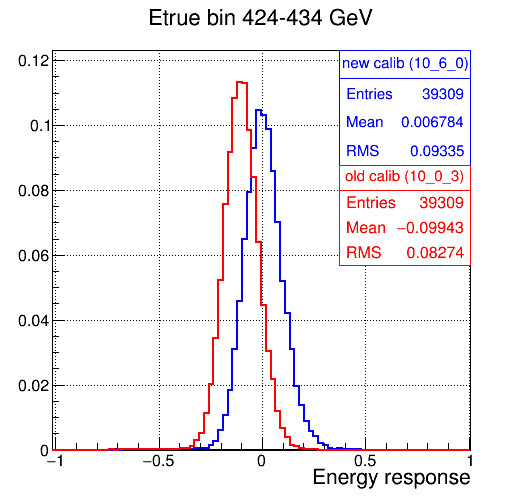 Etrue bin 424-434 GeV
new calib (10_6_0)
Entries 39309
Mean 0.006784
RMS 0.09335
old calib (10_0_3)
Entries 39309
Mean −0.09943
RMS 0.08274
0.12
0.1
0.08
0.06
0.04
0.02
0
−1 −0.5 0 0.5 1
Energy response